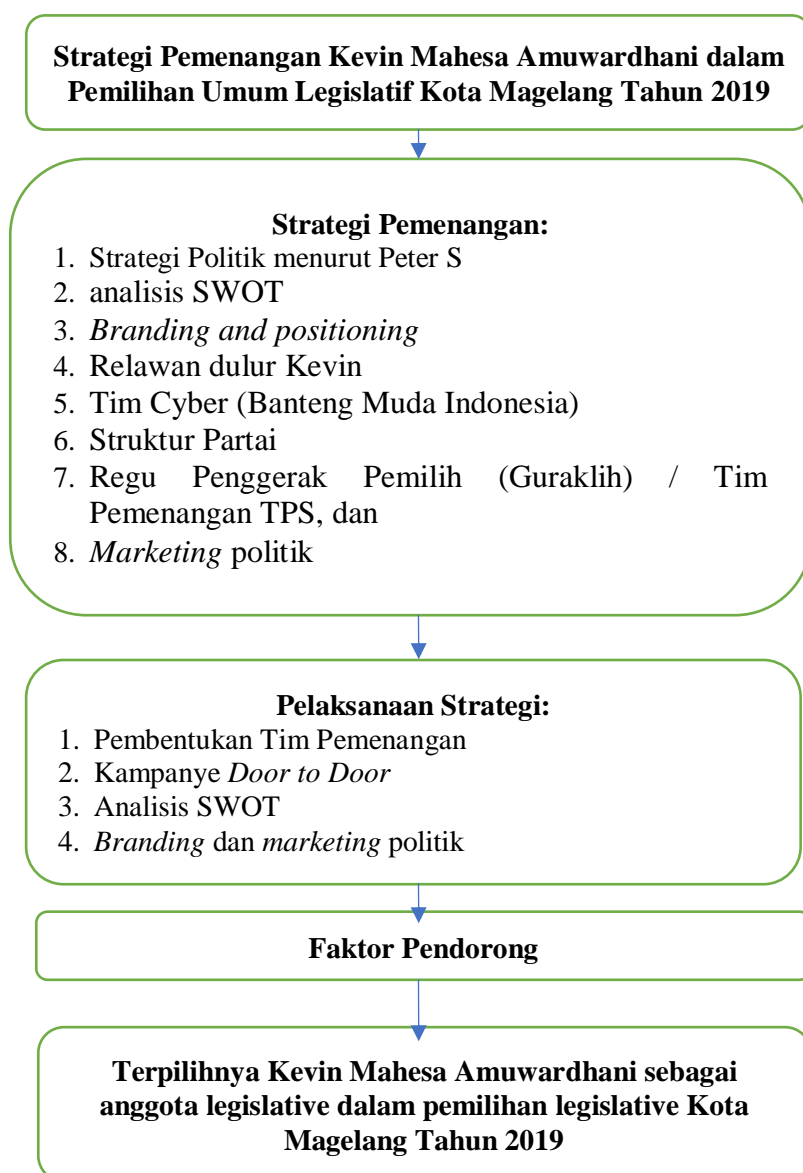 Strategi Pemenangan Kevin Mahesa Amuwardhani dalam
Pemilihan Umum Legislatif Kota Magelang Tahun 2019
Strategi Pemenangan:
1. Strategi Politik menurut Peter S
2. analisis SWOT
3. Branding and positioning
4. Relawan dulur Kevin
5. Tim Cyber (Banteng Muda Indonesia)
6. Struktur Partai
7. Regu Penggerak Pemilih (Guraklih) / Tim
Pemenangan TPS, dan
8. Marketing politik
Pelaksanaan Strategi:
1. Pembentukan Tim Pemenangan
2. Kampanye Door to Door
3. Analisis SWOT
4. Branding dan marketing politik
Faktor Pendorong
Terpilihnya Kevin Mahesa Amuwardhani sebagai
anggota legislative dalam pemilihan legislative Kota
Magelang Tahun 2019